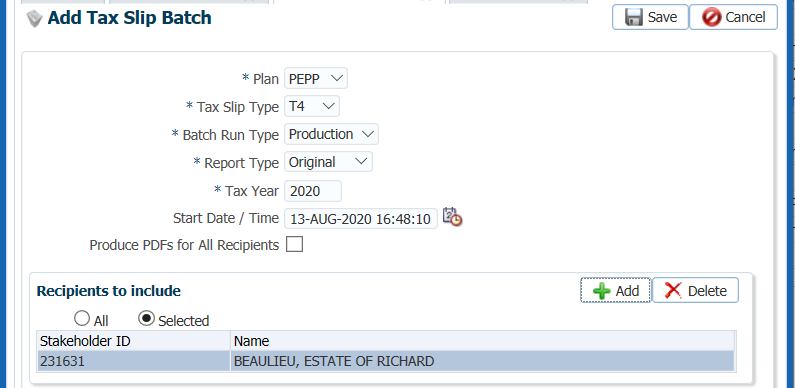 Add Tax Slip Batch
Save
Cancel
* Plan PEPP
* Tax Slip Type T4
* Batch Run Type Production
* Report Type Original
* Tax Year 2020
Start Date / Time 13-AUG-2020 16:48:10
Produce PDFs for All Recipients
Recipients to include
Add
Delete
All Selected
Stakeholder ID Name
231631 BEAULIEU, ESTATE OF RICHARD